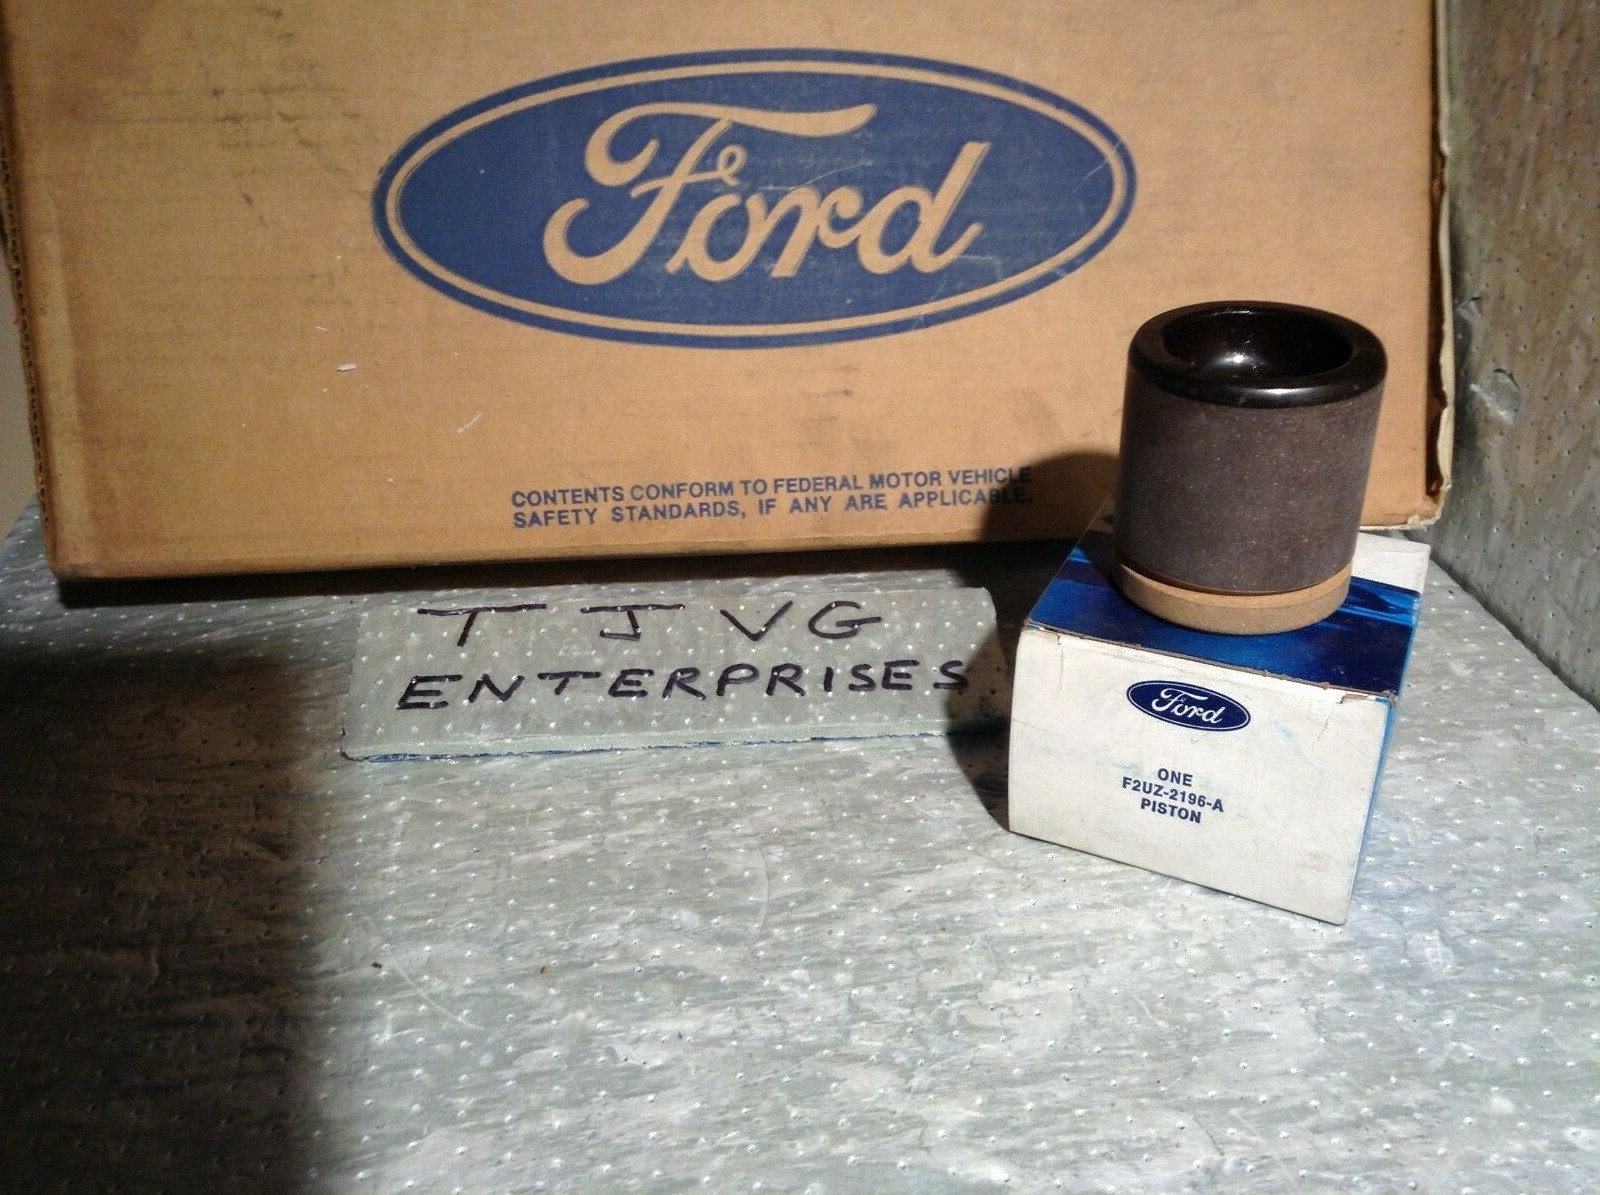 Ford
CONTENTS CONFORM TO FEDERAL MOTOR VEHICLE
SAFETY STANDARDS, IF ANY ARE APPLICABLE.
T J V G
ENTERPRISES
Ford
ONE
F2UZ-2196-A
PISTON